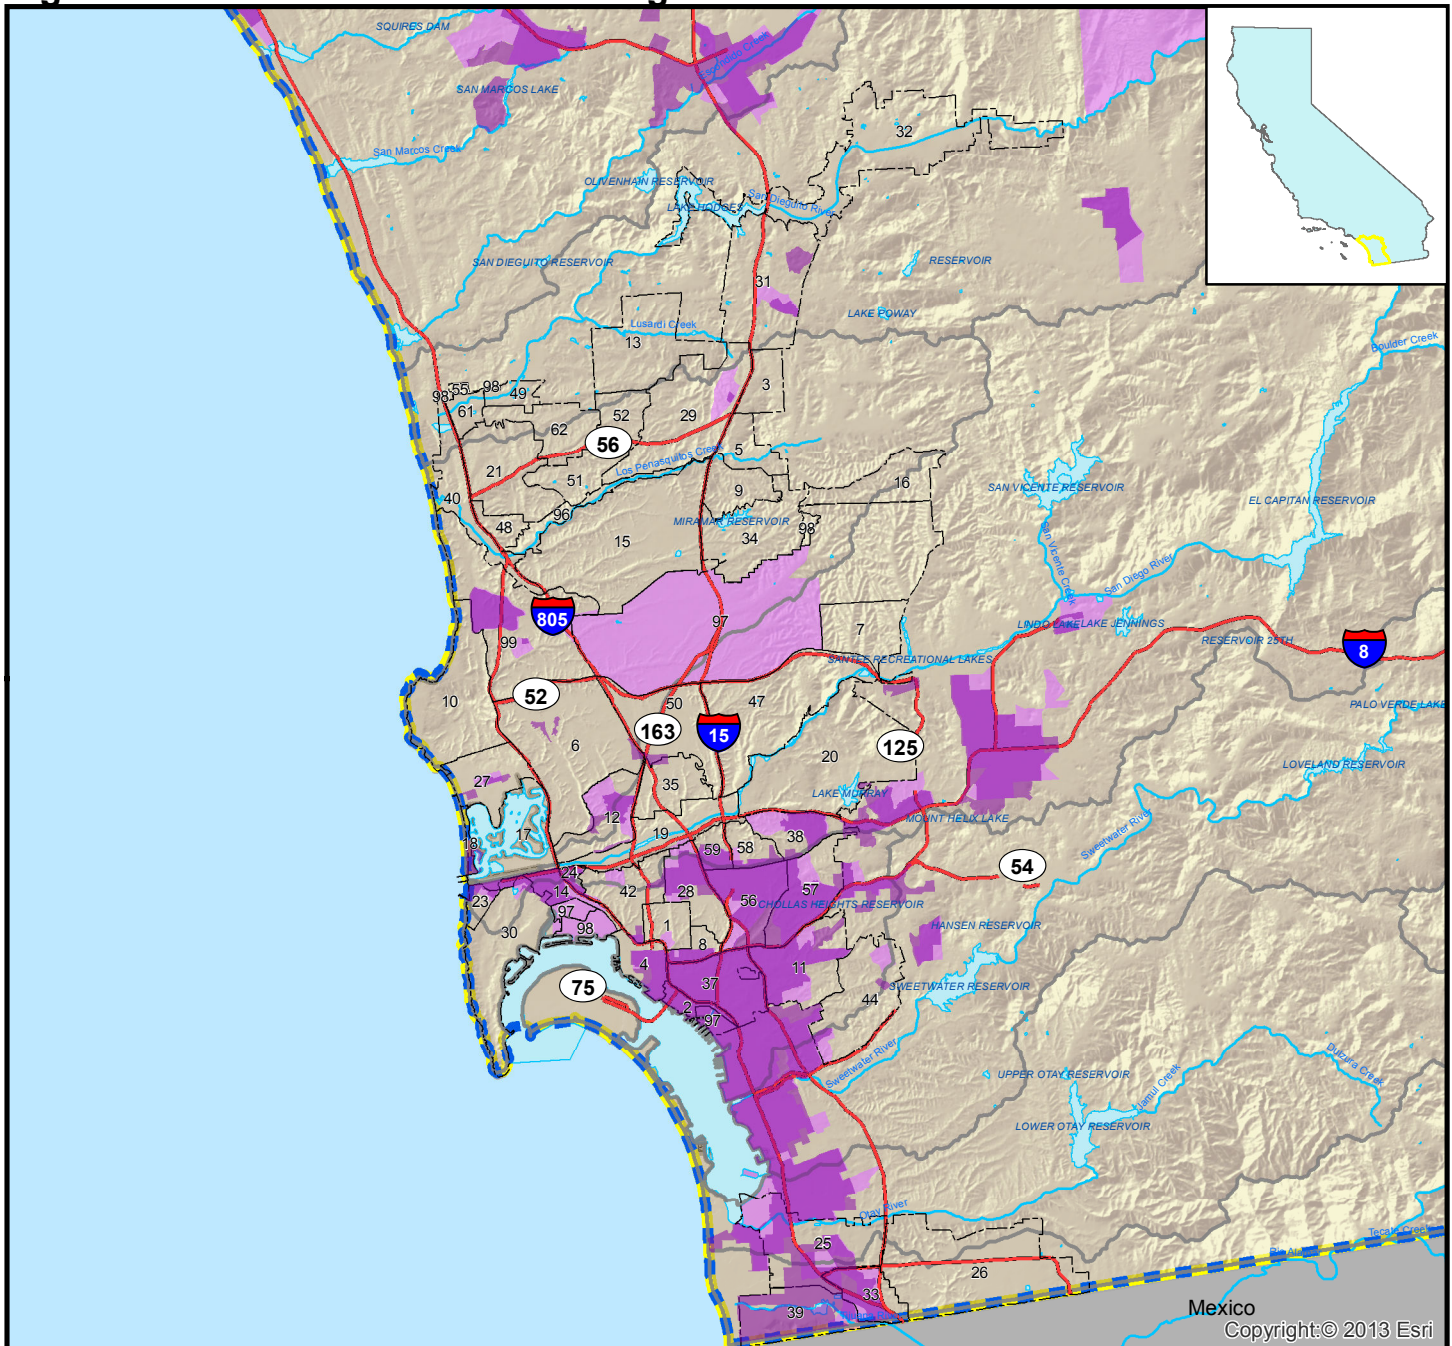 SQUIRES DAM
Escondido Creek
SAN MARCOS LAKE
32
San Marcos Creek
OLIVENHAIN RESERVOIR
LAKE HODGES
San Dieguito River
SAN DIEGUITO RESERVOIR
RESERVOIR
31
LAKE POWAY
Lusardi Creek
13
Boulder Creek
3
98
55
98
49
61
52
29
62
56
5
Los Penasquitos Creek
21
51
9
16
SAN VICENTE RESERVOIR
EL CAPITAN RESERVOIR
40
96
MIRAMAR RESERVOIR
48
98
15
34
San Vicente Creek
San Diego River
805
97
7
LINDO LAKE
LAKE JENNINGS
99
RESERVOIR 25TH
8
SANTEE RECREATIONAL LAKES
10
52
50
47
PALO VERDE LAKE
163
15
125
6
20
LOVELAND RESERVOIR
27
35
LAKE MURRAY
12
MOUNT HELIX LAKE
Sweetwater River
17
19
18
38
59
58
54
24
14
42
28
57
23
56
CHOLLAS HEIGHTS RESERVOIR
97
30
98
1
HANSEN RESERVOIR
8
4
11
75
37
SWEETWATER RESERVOIR
44
2
97
Sweetwater River
Dulzura Creek
UPPER OTAY RESERVOIR
Jamul Creek
LOWER OTAY RESERVOIR
Otay River
Tecate Creek
25
26
33
39
Mexico
Copyright:© 2013 Esri